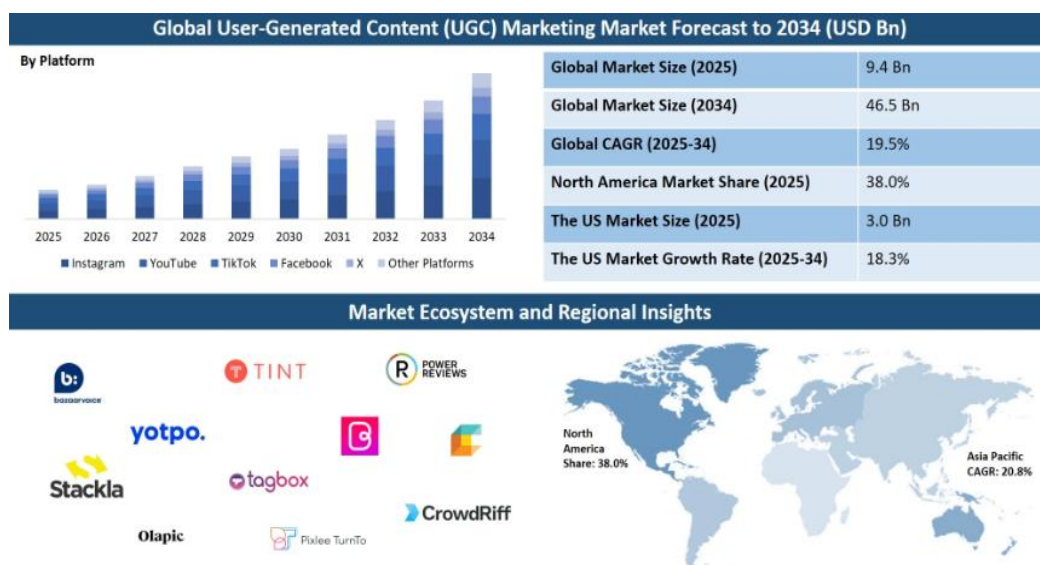 Global User-Generated Content (UGC) Marketing Market Forecast to 2034 (USD Bn)
By Platform
2025 2026 2027 2028 2029 2030 2031 2032 2033 2034
Instagram YouTube TikTok Facebook X Other Platforms
Global Market Size (2025) 9.4 Bn
Global Market Size (2034) 46.5 Bn
Global CAGR (2025-34) 19.5%
North America Market Share (2025) 38.0%
The US Market Size (2025) 3.0 Bn
The US Market Growth Rate (2025-34) 18.3%
Market Ecosystem and Regional Insights
b:
bazaarvoice
T TINT
R POWER
REVIEWS
yotpo.
Stackla
tagbox
CrowdRiff
Olapic
Pixlee TurnTo
North
America
Share: 38.0%
Asia Pacific
CAGR: 20.8%